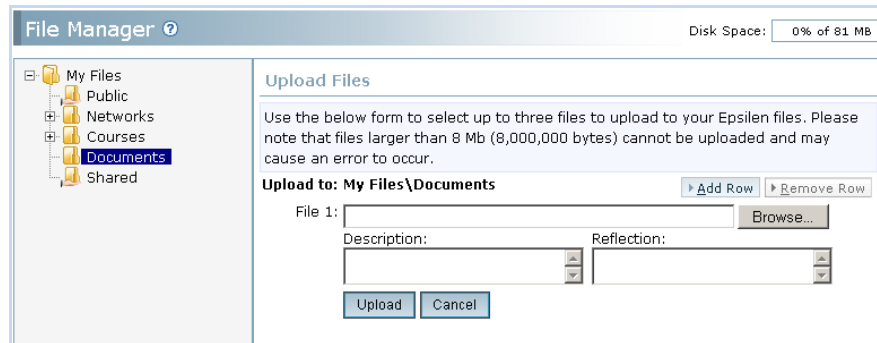 File Manager ?
Disk Space: 0% of 81 MB
My Files
Public
Networks
Courses
Documents
Shared
Upload Files
Use the below form to select up to three files to upload to your Epsilen files. Please
note that files larger than 8 Mb (8,000,000 bytes) cannot be uploaded and may
cause an error to occur.
Upload to: My Files\Documents
Add Row Remove Row
File 1: Browse...
Description: Reflection:
Upload Cancel